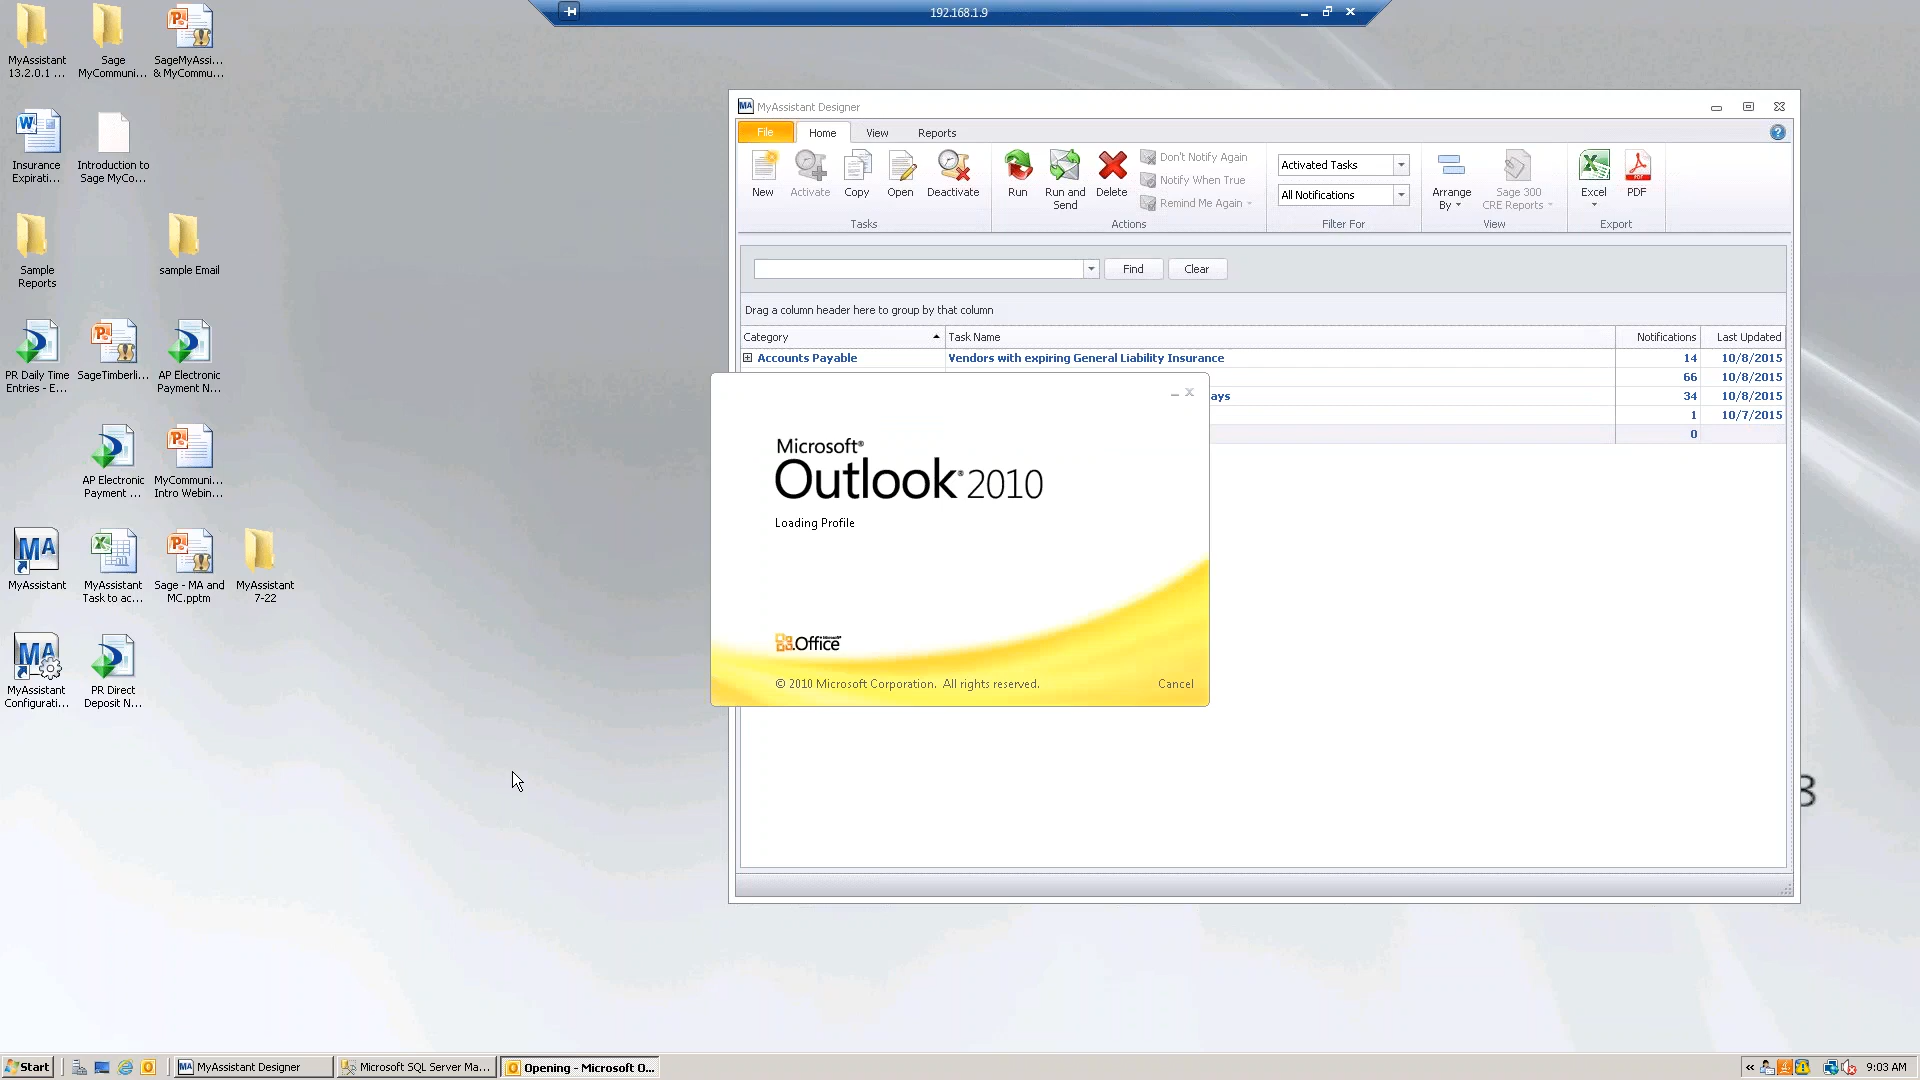 192.168.1.9
MyAssistant 13.2.0.1 ...
Sage MyCommuni...
SageMyAssi... & MyCommu...
Insurance Expirati...
Introduction to Sage MyCo...
Sample Reports
sample Email
PR Daily Time Entries - E...
SageTimberli...
AP Electronic Payment N...
AP Electronic Payment ...
MyCommuni... Intro Webin...
MyAssistant
MyAssistant Task to ac...
Sage - MA and MC.pptm
MyAssistant 7-22
MyAssistant Configurati...
PR Direct Deposit N...
MyAssistant Designer
File Home View Reports
New Activate Copy Open Deactivate
Tasks
Run Run and Send Delete
Don't Notify Again
Notify When True
Remind Me Again
Actions
Activated Tasks
All Notifications
Filter For
Arrange By
Sage 300 CRE Reports
View
Excel PDF
Export
Find Clear
Drag a column header here to group by that column
Category Task Name Notifications Last Updated
Accounts Payable Vendors with expiring General Liability Insurance 14 10/8/2015
66 10/8/2015
ays 34 10/8/2015
1 10/7/2015
0
Microsoft®
Outlook® 2010
Loading Profile
Microsoft®
Office
© 2010 Microsoft Corporation. All rights reserved.
Cancel
8
Start
MyAssistant Designer
Microsoft SQL Server Ma...
Opening - Microsoft O...
9:03 AM